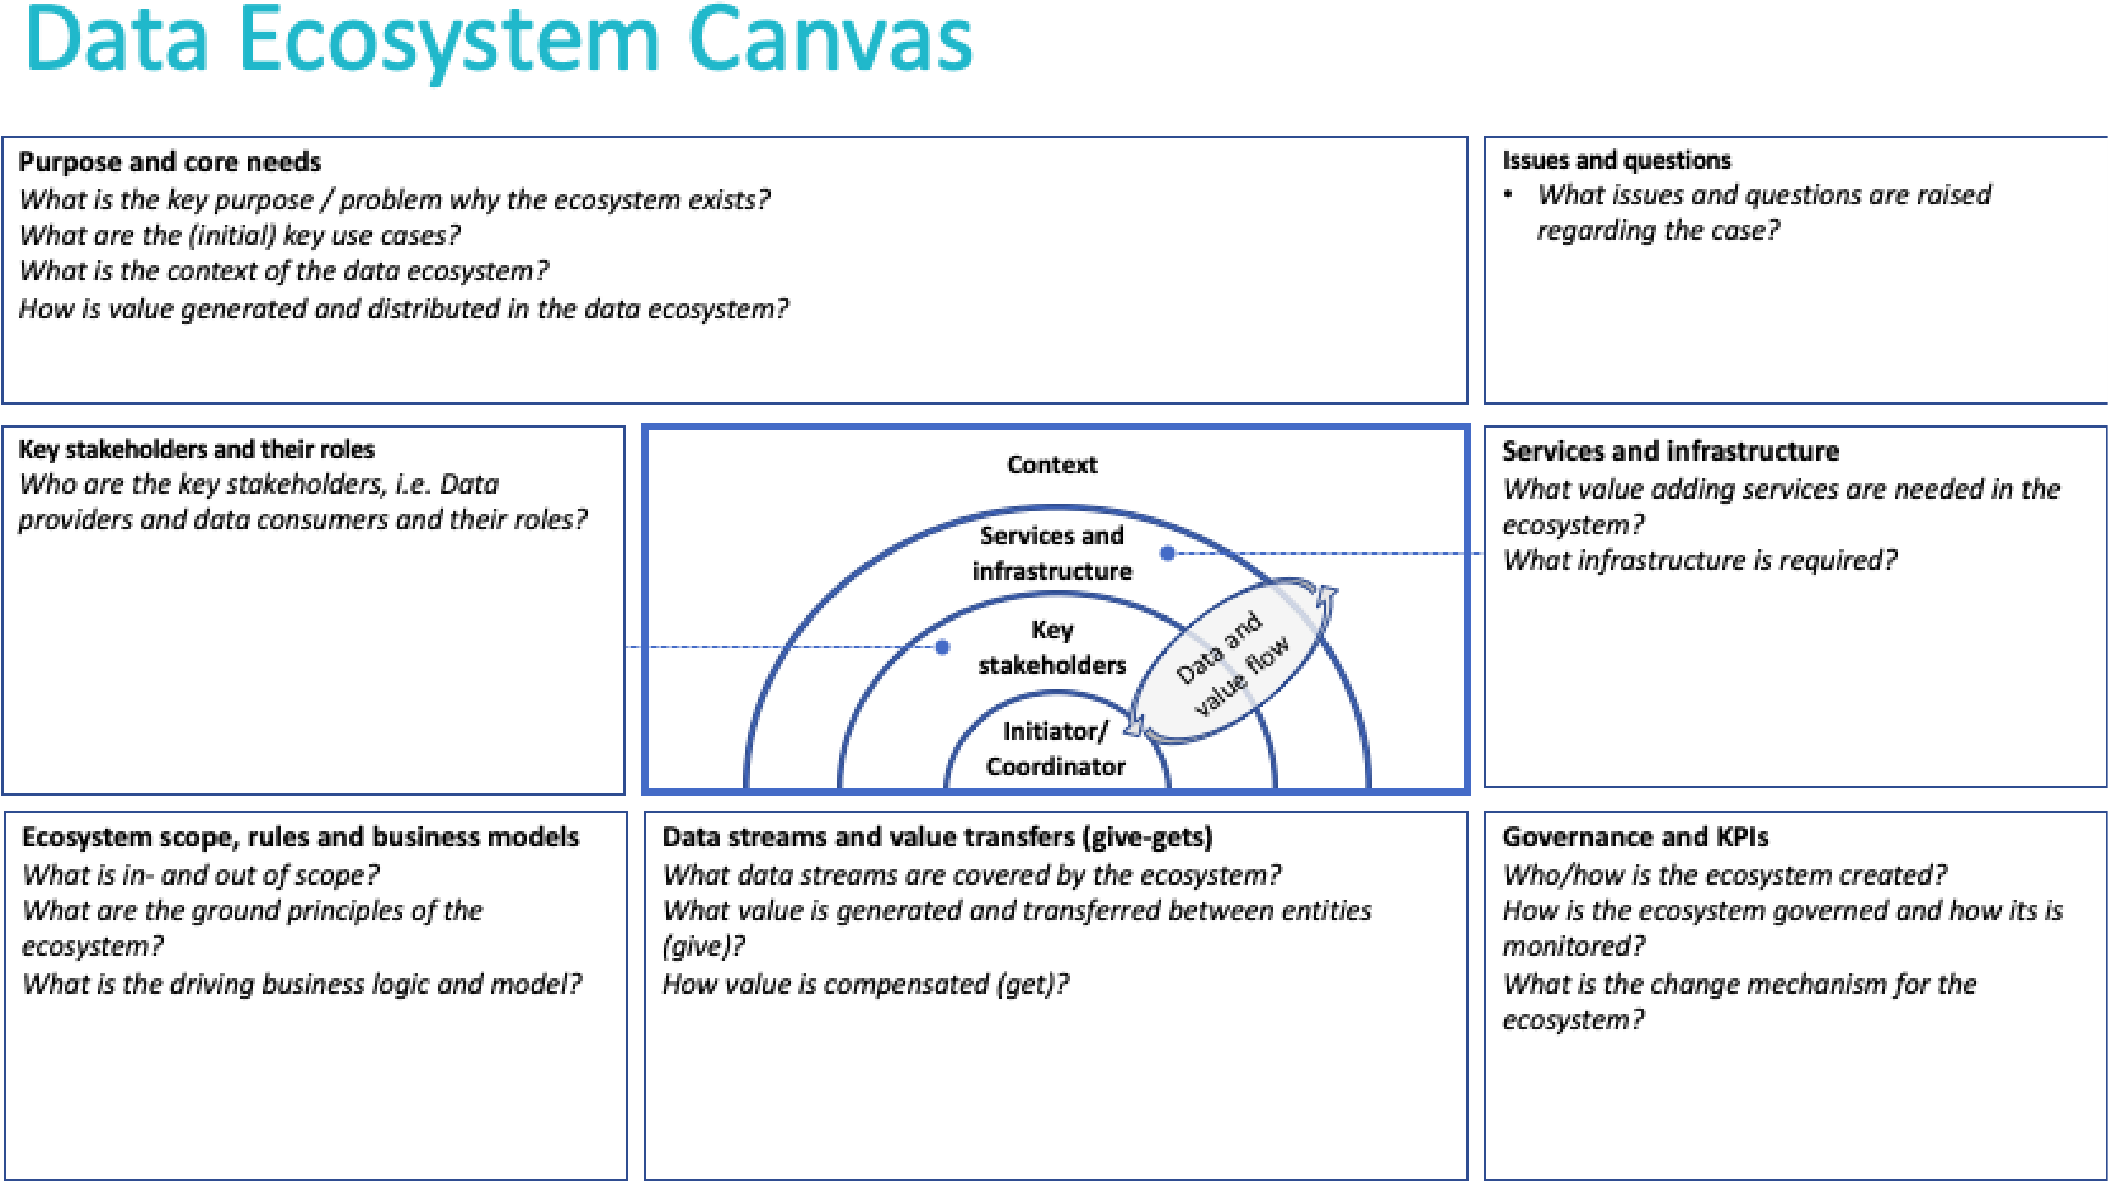 Data Ecosystem Canvas
Purpose and core needs
What is the key purpose / problem why the ecosystem exists?
What are the (initial) key use cases?
What is the context of the data ecosystem?
How is value generated and distributed in the data ecosystem?
Issues and questions
• What issues and questions are raised
regarding the case?
Key stakeholders and their roles
Who are the key stakeholders, i.e. Data
providers and data consumers and their roles?
Context
Services and
infrastructure
Key
stakeholders
Initiator/
Coordinator
Data and
value flow
Services and infrastructure
What value adding services are needed in the
ecosystem?
What infrastructure is required?
Ecosystem scope, rules and business models
What is in- and out of scope?
What are the ground principles of the
ecosystem?
What is the driving business logic and model?
Data streams and value transfers (give-gets)
What data streams are covered by the ecosystem?
What value is generated and transferred between entities
(give)?
How value is compensated (get)?
Governance and KPIs
Who/how is the ecosystem created?
How is the ecosystem governed and how its is
monitored?
What is the change mechanism for the
ecosystem?